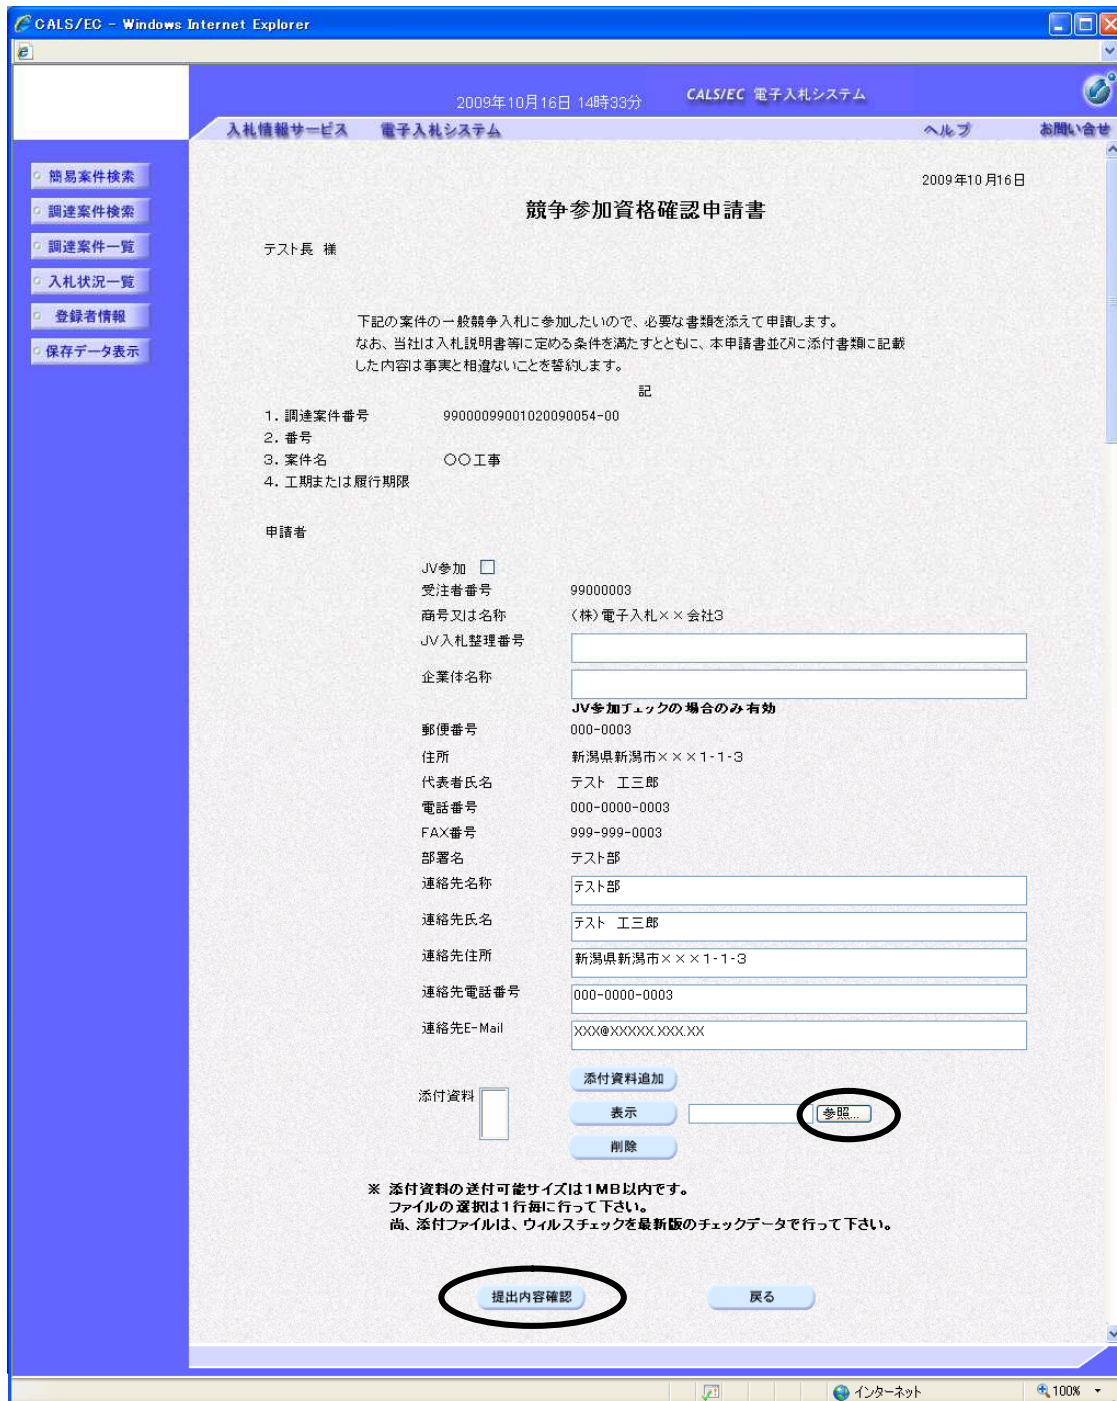 CALS/EC - Windows Internet Explorer
2009年10月16日 14時33分
CALS/EC 電子入札システム
入札情報サービス
電子入札システム
ヘルプ
お問い合せ
簡易案件検索
調達案件検索
調達案件一覧
入札状況一覧
登録者情報
保存データ表示
2009年10月16日
競争参加資格確認申請書
テスト長 様
下記の案件の一般競争入札に参加したいので、必要な書類を添えて申請します。
なお、当社は入札説明書等に定める条件を満たすとともに、本申請書並びに添付書類に記載
した内容は事実と相違ないことを誓約します。
記
1. 調達案件番号 99000099001020090054-00
2. 番号
3. 案件名 〇〇工事
4. 工期または履行期限
申請者
JV参加
受注者番号 99000003
商号又は名称 (株)電子入札××会社3
JV入札整理番号
企業体名称
JV参加チェックの場合のみ有効
郵便番号 000-0003
住所 新潟県新潟市×××1-1-3
代表者氏名 テスト 工三郎
電話番号 000-0000-0003
FAX番号 999-999-0003
部署名 テスト部
連絡先名称 テスト部
連絡先氏名 テスト 工三郎
連絡先住所 新潟県新潟市×××1-1-3
連絡先電話番号 000-0000-0003
連絡先E-Mail XXX@XXXXX.XXX.XX
添付資料追加
添付資料
表示 参照...
削除
※ 添付資料の送付可能サイズは1MB以内です。
ファイルの選択は1行毎に行って下さい。
尚、添付ファイルは、ウィルスチェックを最新版のチェックデータで行って下さい。
提出内容確認 戻る
インターネット 100%